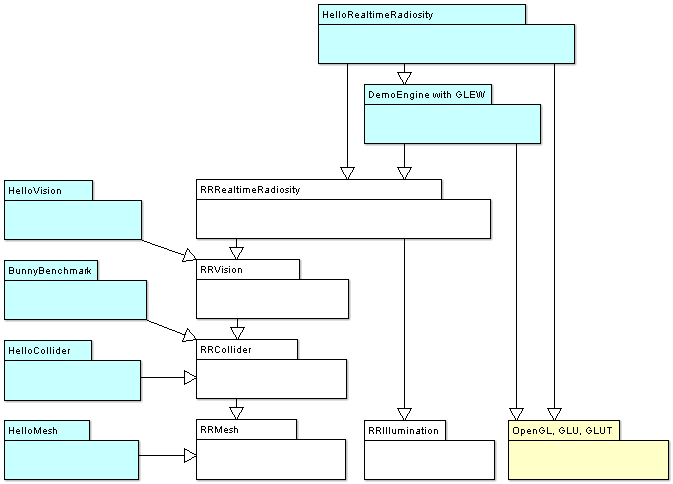 HelloRealtimeRadiosity
DemoEngine with GLEW
HelloVision
RRRealtimeRadiosity
BunnyBenchmark
RRVision
HelloCollider
RRCollider
HelloMesh
RRMesh
RRIllumination
OpenGL, GLU, GLUT